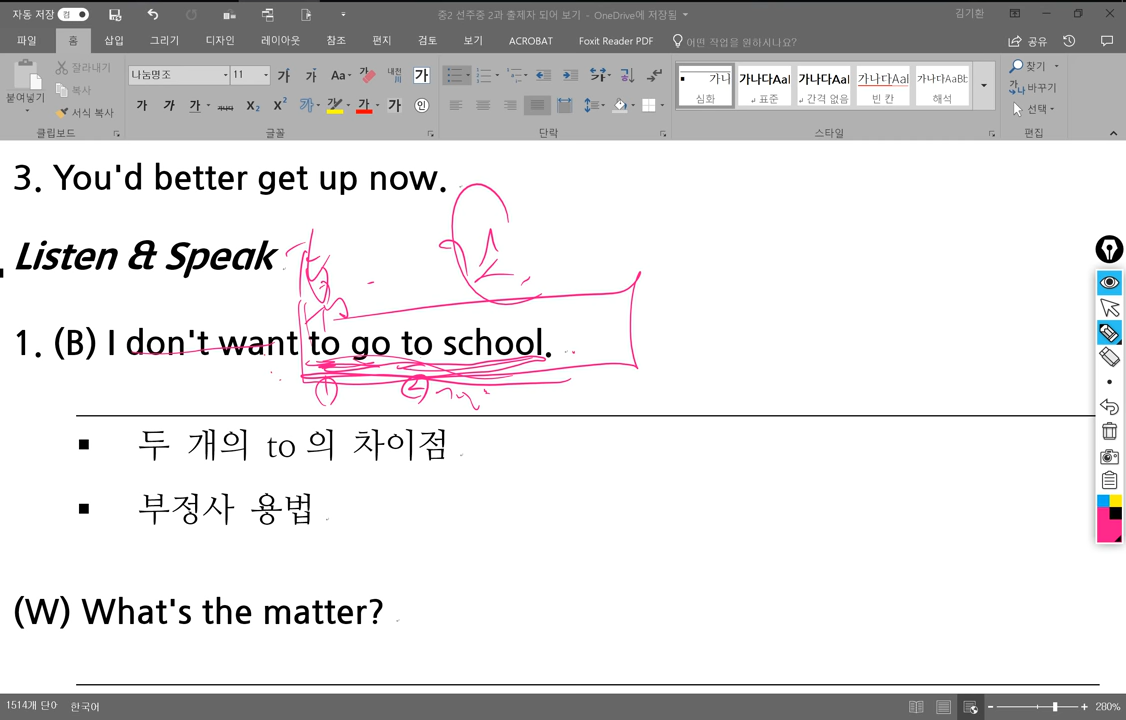 자동 저장 컴 중2 선주중 2과 출제자 되어 보기 - OneDrive에 저장됨 김기환
파일 홈 삽입 그리기 디자인 레이아웃 참조 편지 검토 보기 ACROBAT Foxit Reader PDF 어떤 작업을 원하시나요? 공유
붙여넣기 잘라내기 복사 서식 복사
나눔명조 11
가나 가나다AaI 가나다AaI 가나다AaI 가나다AaBb
심화 표준 간격 없음 빈 칸 해석
찾기 바꾸기 선택
클립보드 글꼴 단락 스타일 편집
3. You'd better get up now.
Listen & Speak
1. (B) I don't want to go to school.
① ②
▪ 두 개의 to 의 차이점
▪ 부정사 용법
(W) What's the matter?
1514개 단어 한국어 280%